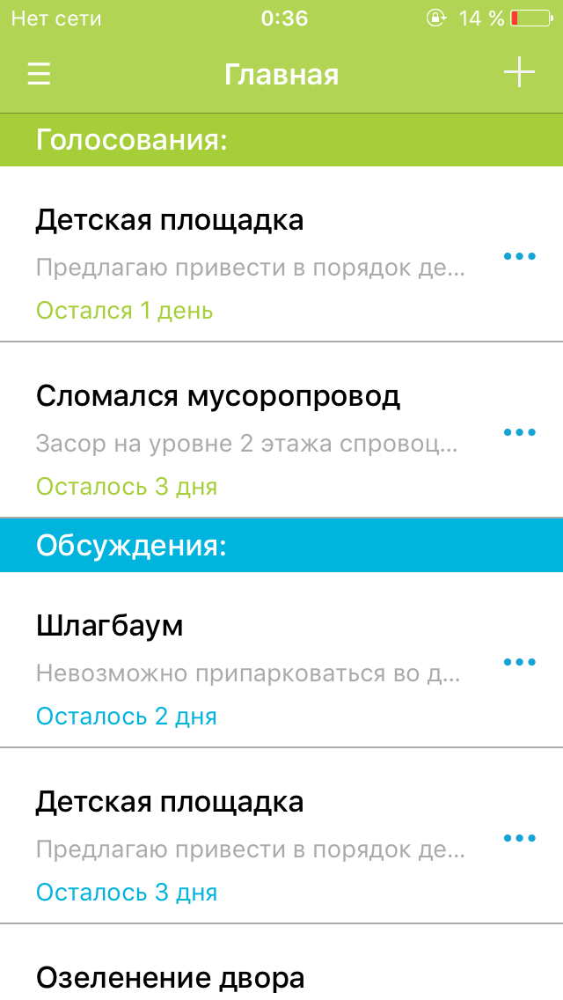 Нет сети 0:36 14 %
Главная
Голосования:
Детская площадка
Предлагаю привести в порядок де...
Остался 1 день
Сломался мусоропровод
Засор на уровне 2 этажа спровоц...
Осталось 3 дня
Обсуждения:
Шлагбаум
Невозможно припарковаться во д...
Осталось 2 дня
Детская площадка
Предлагаю привести в порядок де...
Осталось 3 дня
Озеленение двора